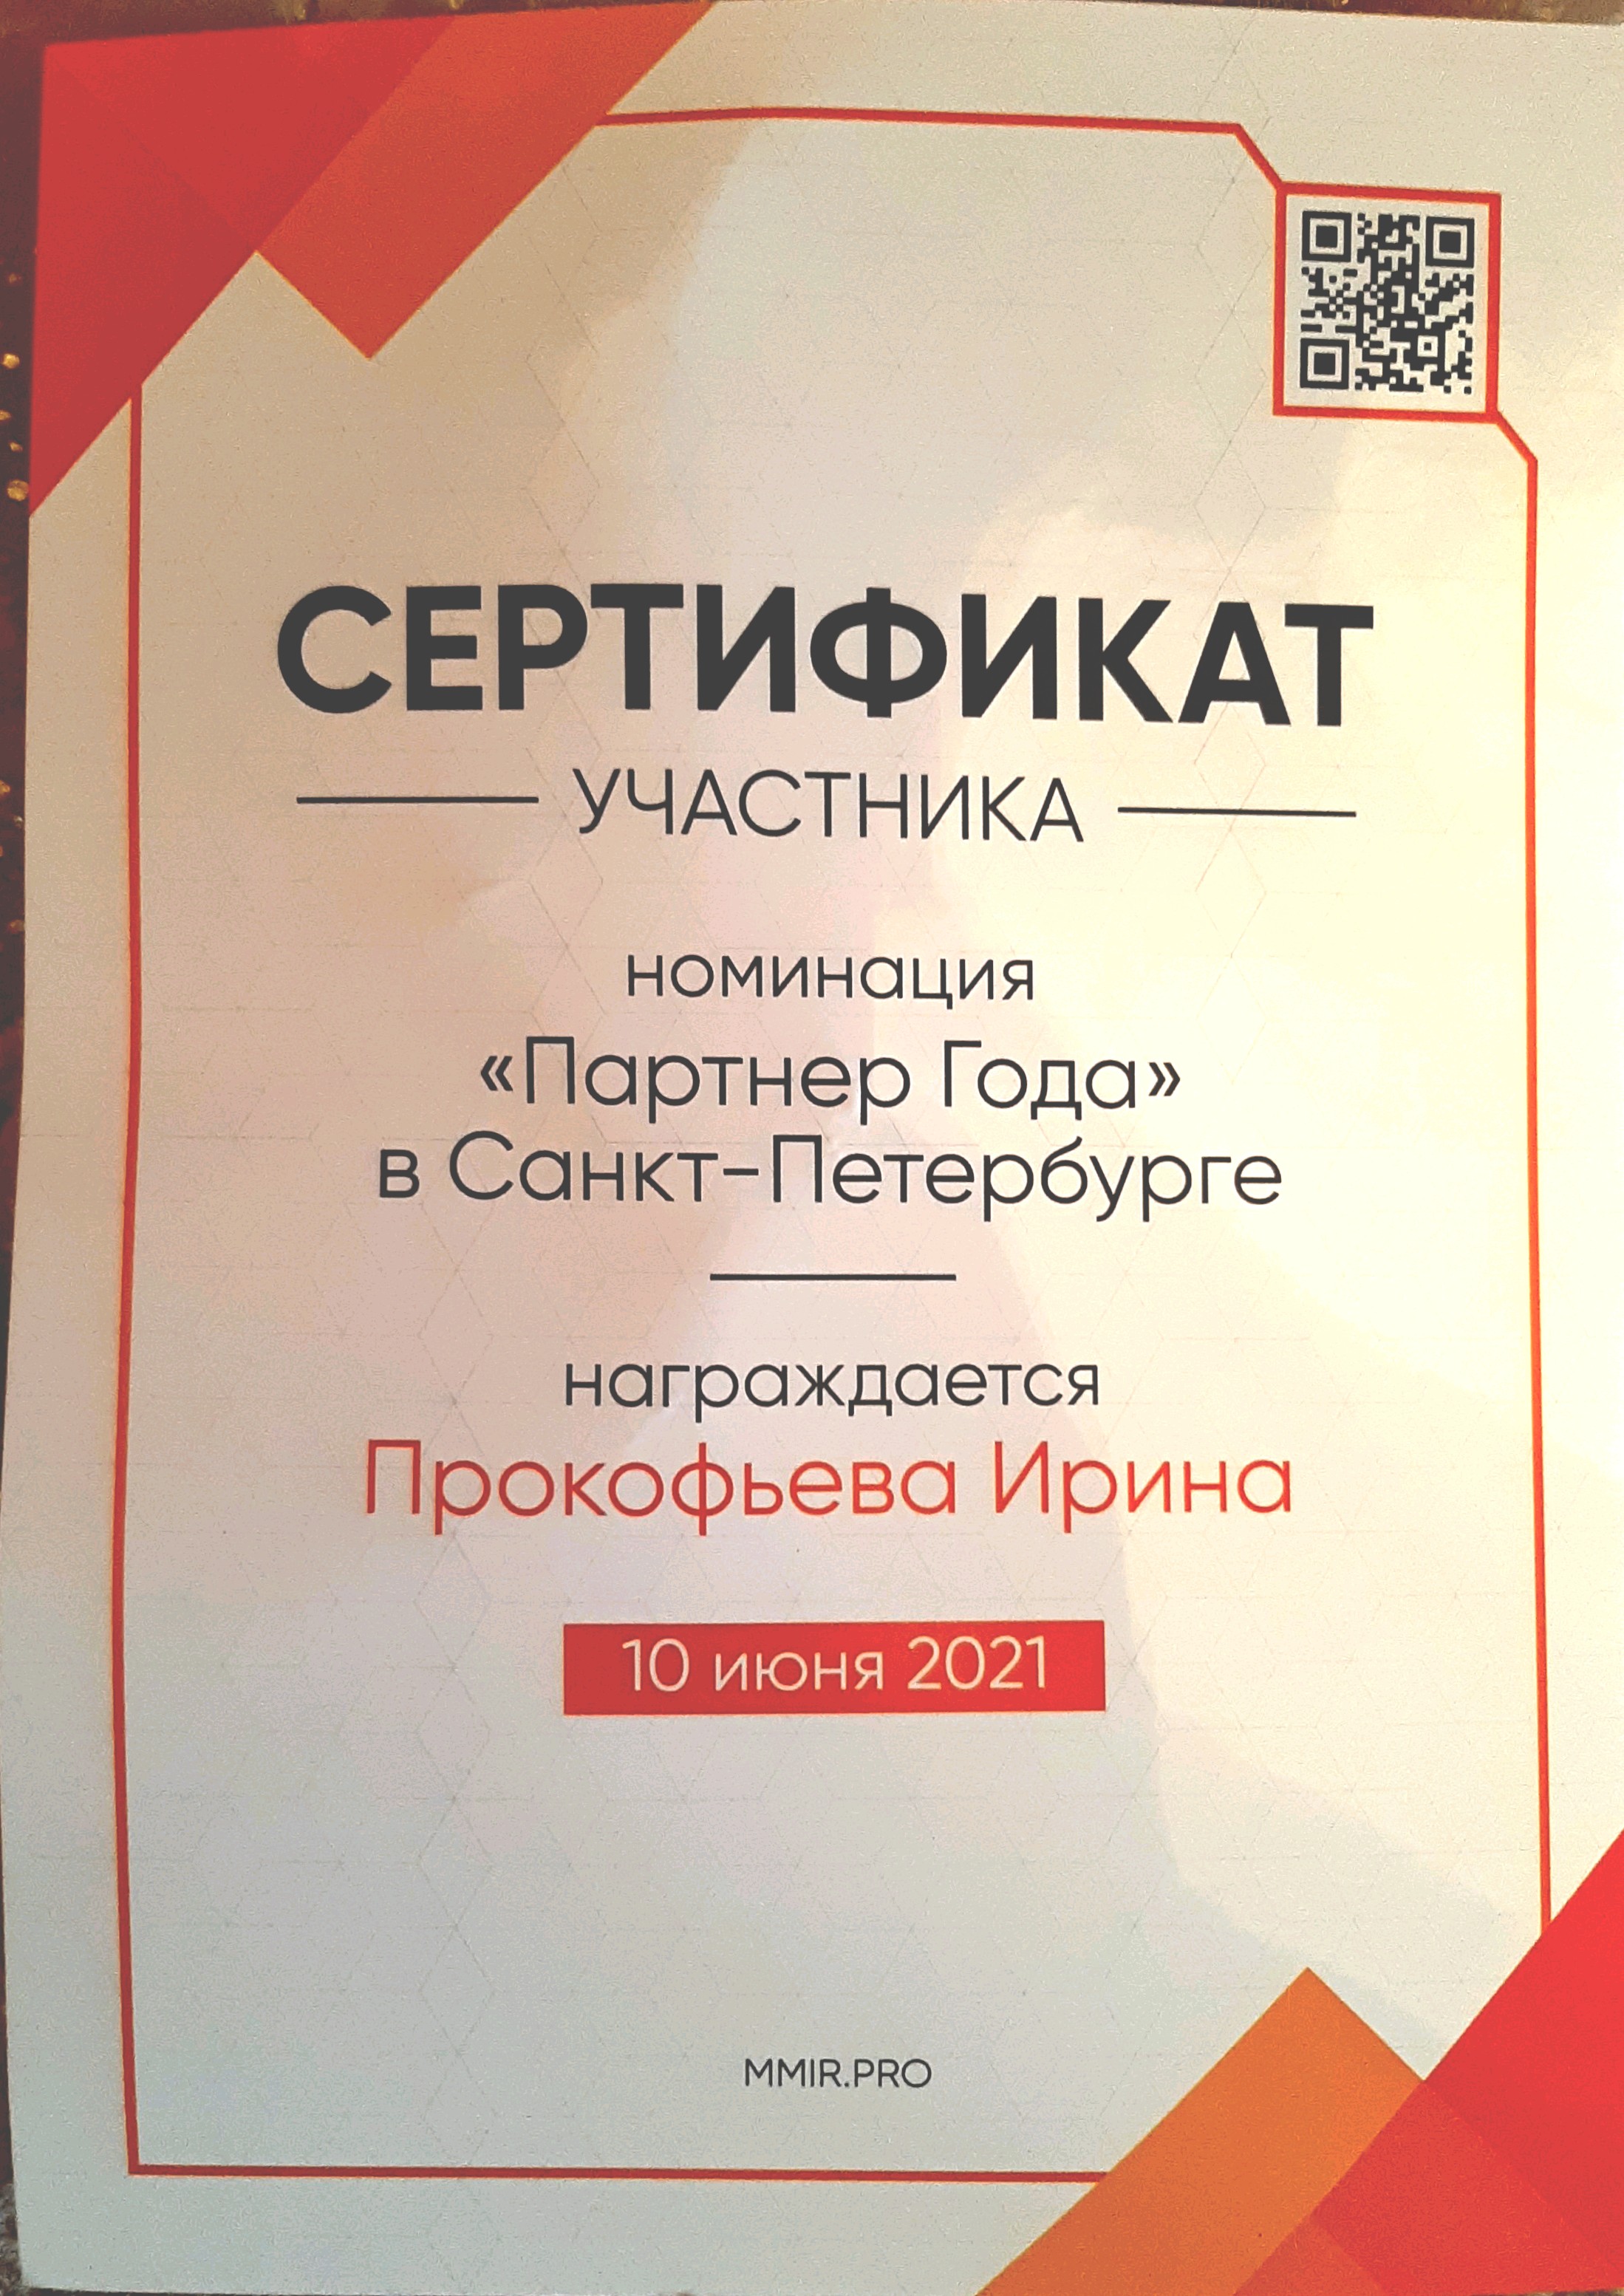 СЕРТИФИКАТ
УЧАСТНИКА
номинация
«Партнер Года»
в Санкт-Петербурге
награждается
Прокофьева Ирина
10 июня 2021
MMIR.PRO